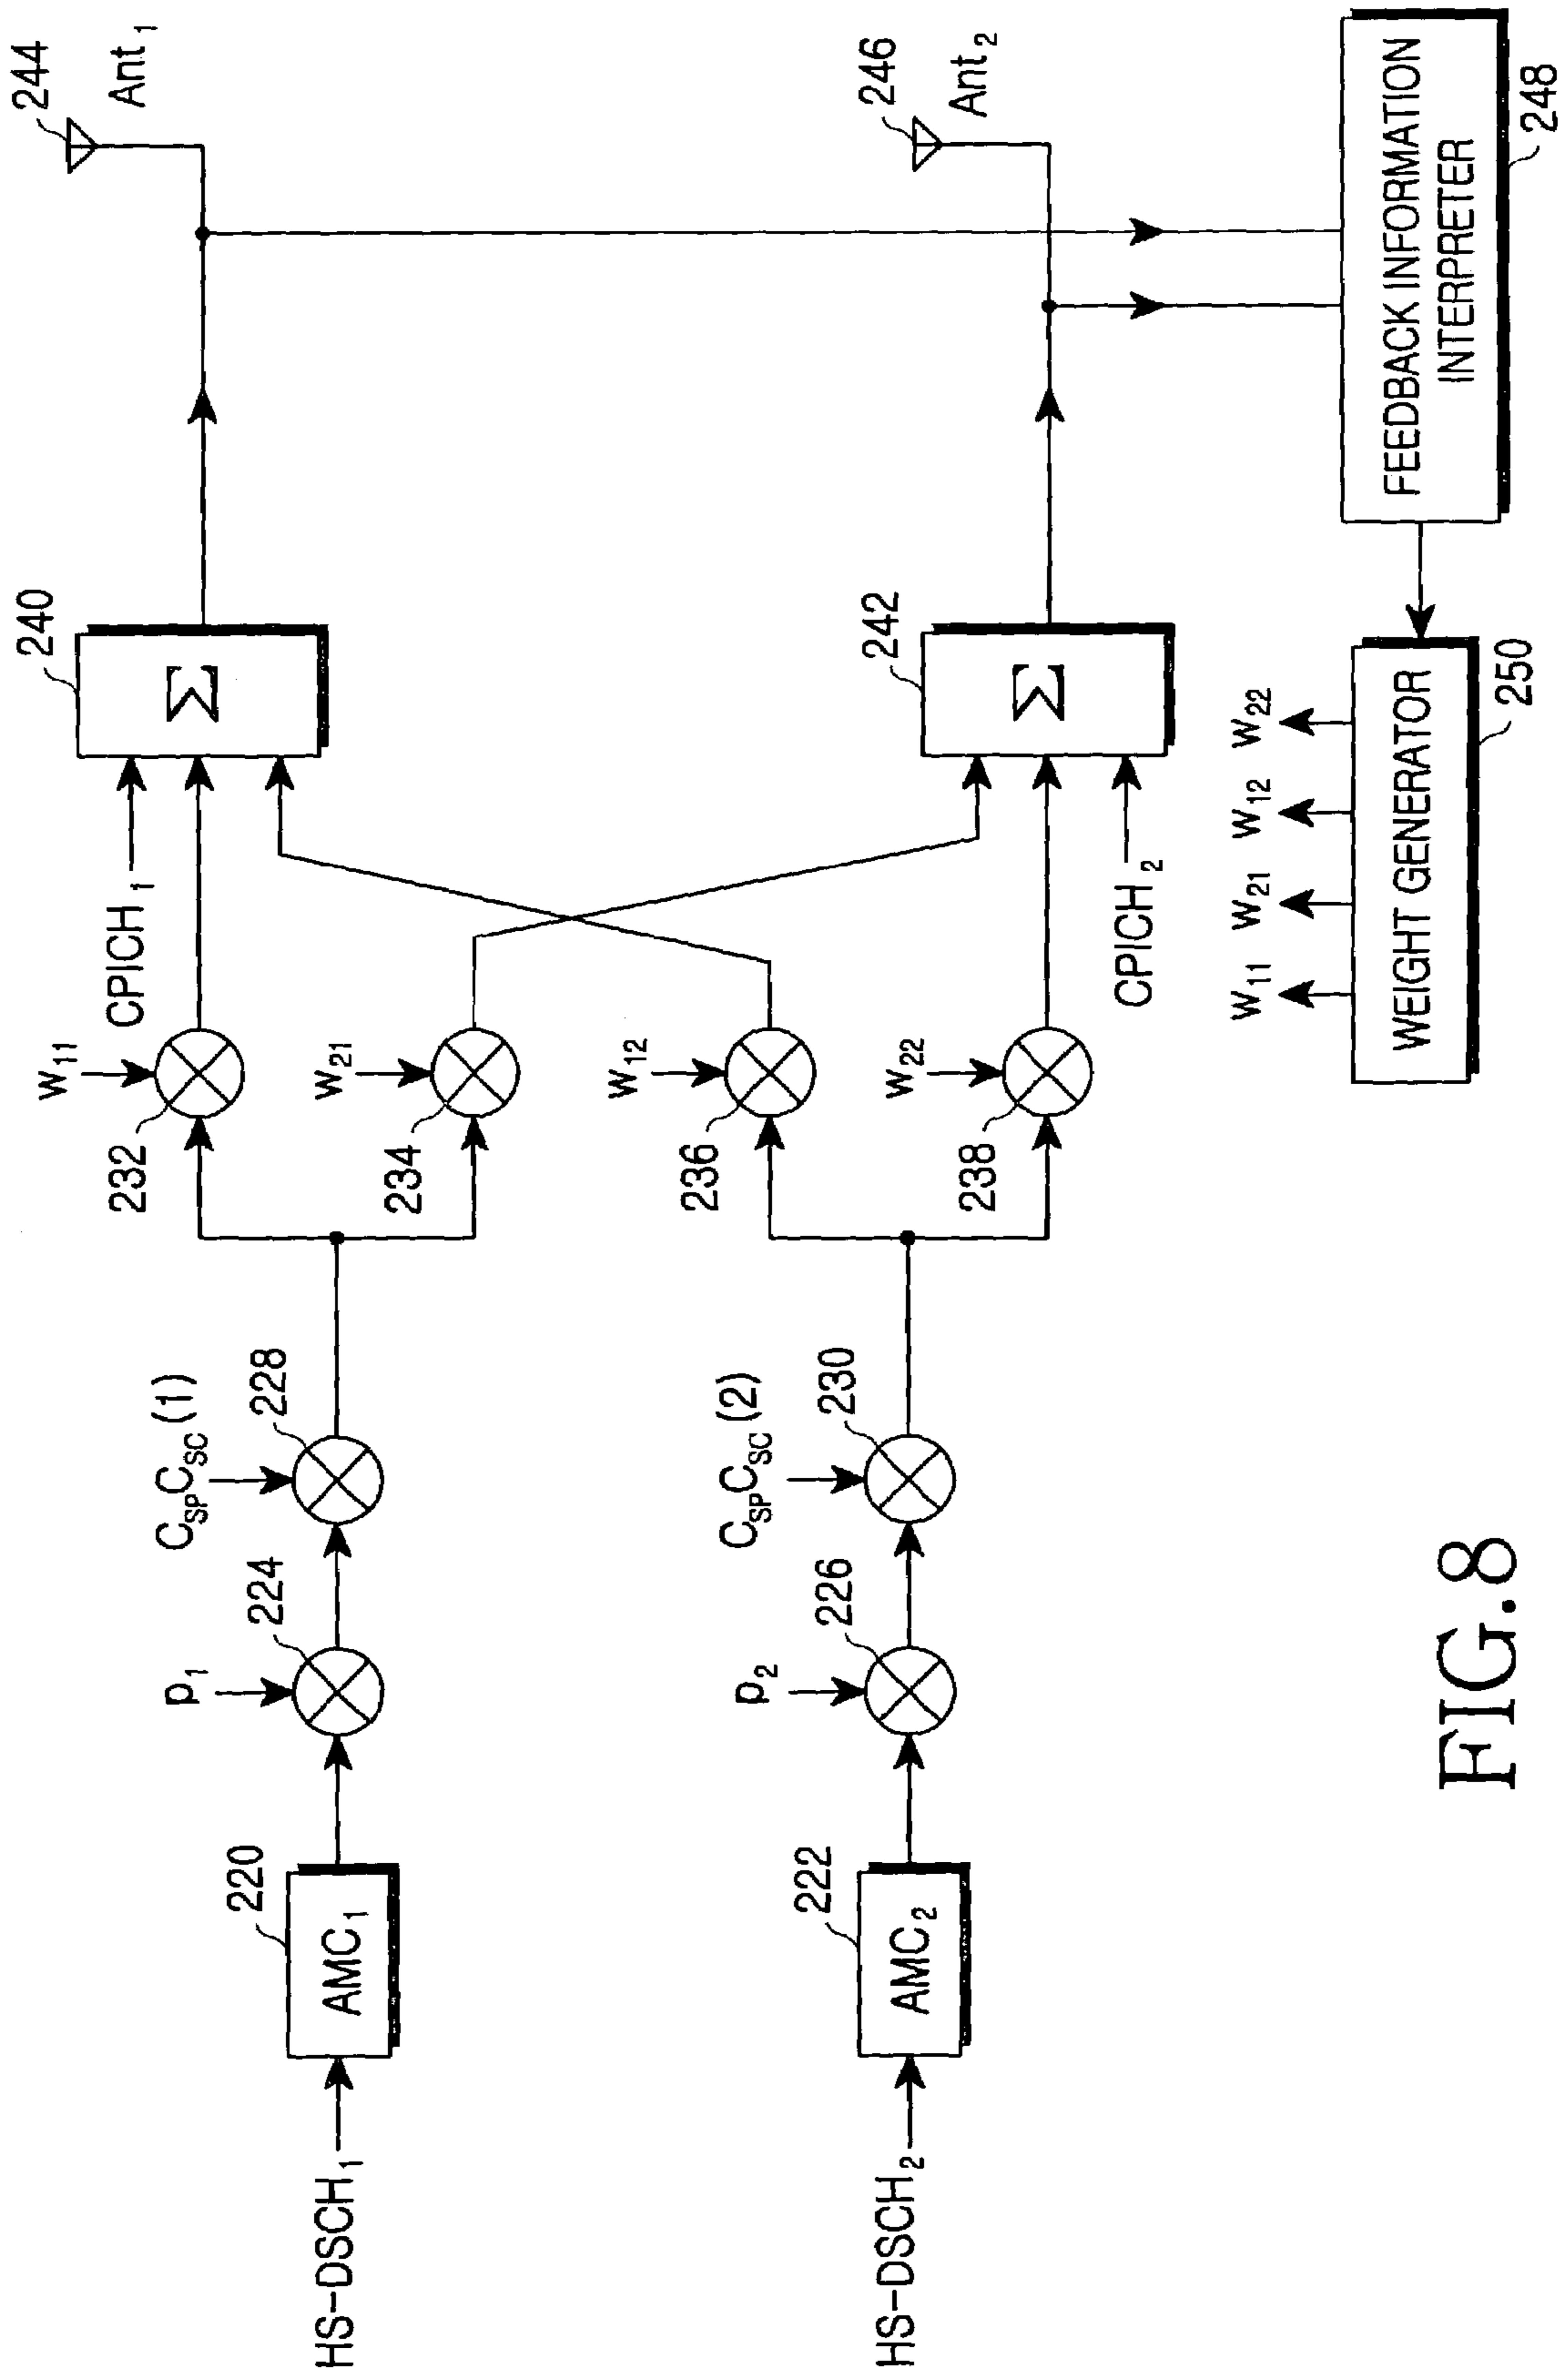 HS-DSCH1
AMC1
220
p1
224
CSPCSC(1)
228
W11
232
W21
234
CPICH1
Σ
240
244
Ant1
HS-DSCH2
AMC2
222
p2
226
CSPCSC(2)
230
W12
236
W22
238
CPICH2
Σ
242
246
Ant2
W11 W21 W12 W22
WEIGHT GENERATOR
250
FEEDBACK INFORMATION
INTERPRETER
248
FIG.8